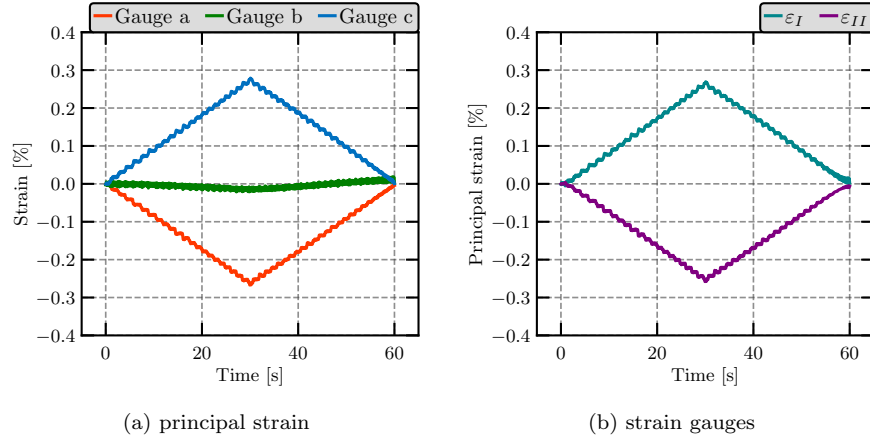 Gauge a Gauge b Gauge c
0.4
0.3
0.2
0.1
0.0
−0.1
−0.2
−0.3
−0.4
Strain [%]
0 20 40 60
Time [s]
(a) principal strain
ε_I ε_{II}
0.4
0.3
0.2
0.1
0.0
−0.1
−0.2
−0.3
−0.4
Principal strain [%]
0 20 40 60
Time [s]
(b) strain gauges